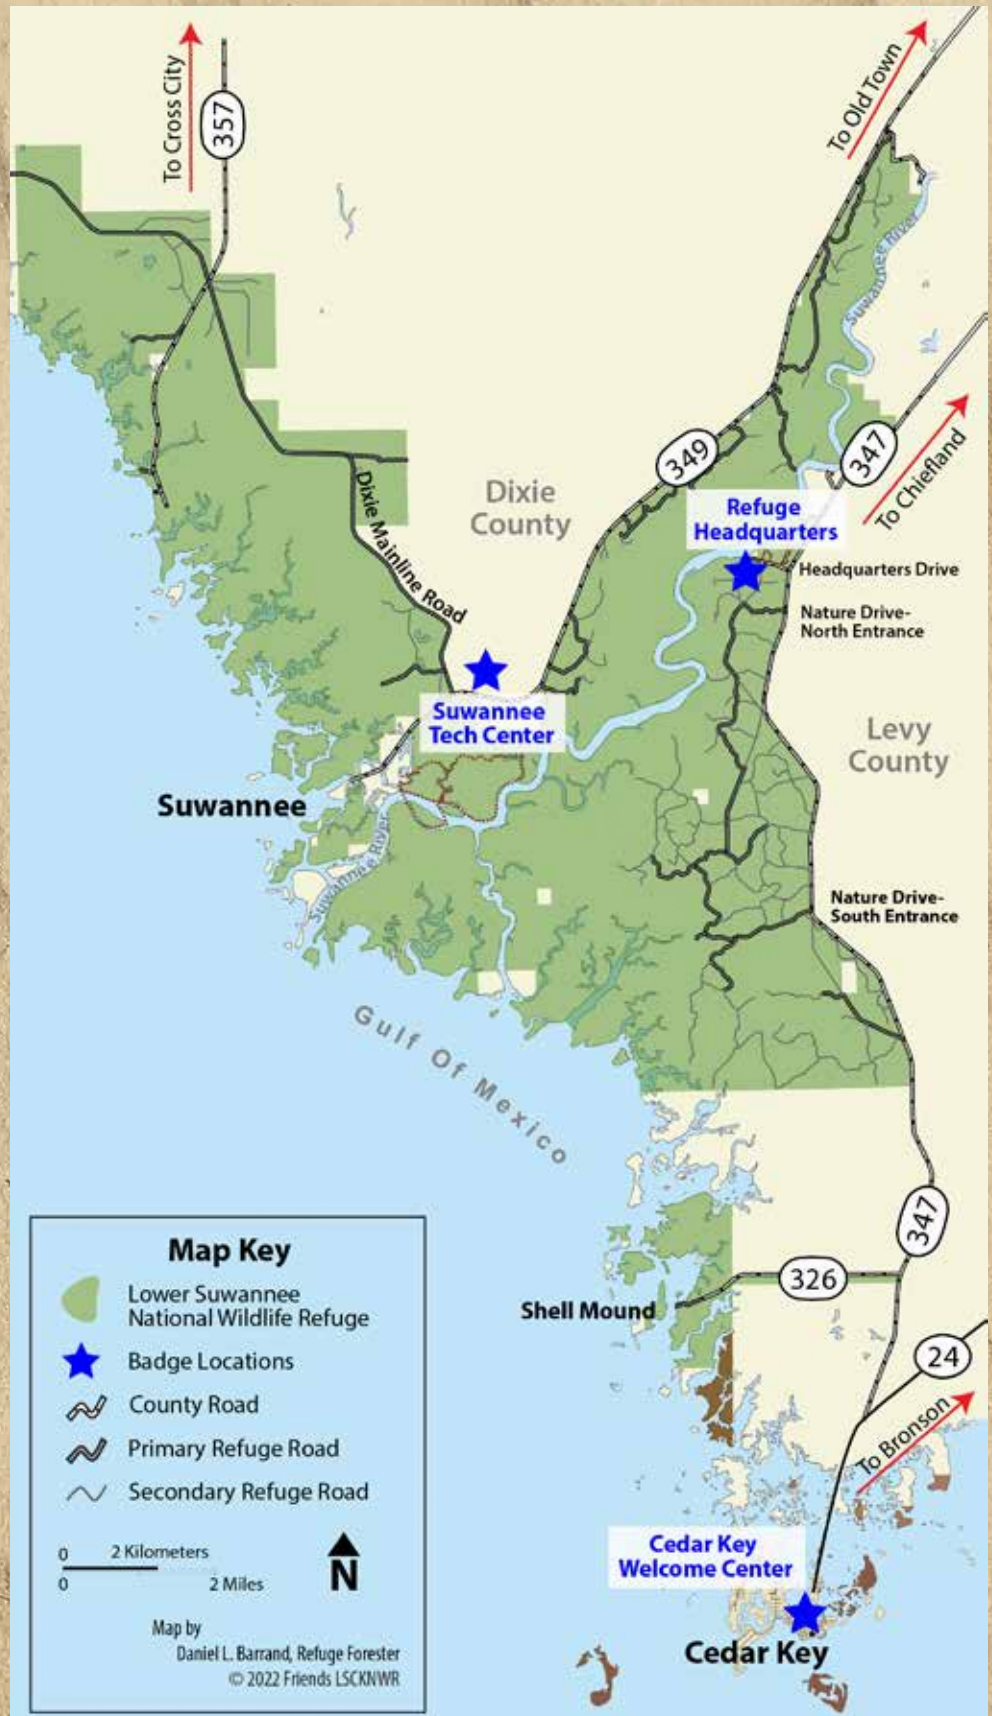 To Cross City
357
To Old Town
Suwannee River
347
To Chiefland
349
Dixie
County
Refuge
Headquarters
Headquarters Drive
Nature Drive-
North Entrance
Dixie Mainline Road
Suwannee
Tech Center
Levy
County
Suwannee
Suwannee River
Nature Drive-
South Entrance
Gulf Of Mexico
347
326
Shell Mound
24
To Bronson
Cedar Key
Welcome Center
Cedar Key
Map Key
Lower Suwannee
National Wildlife Refuge
Badge Locations
County Road
Primary Refuge Road
Secondary Refuge Road
0 2 Kilometers
0 2 Miles
N
Map by
Daniel L. Barrand, Refuge Forester
© 2022 Friends LSCKNWR